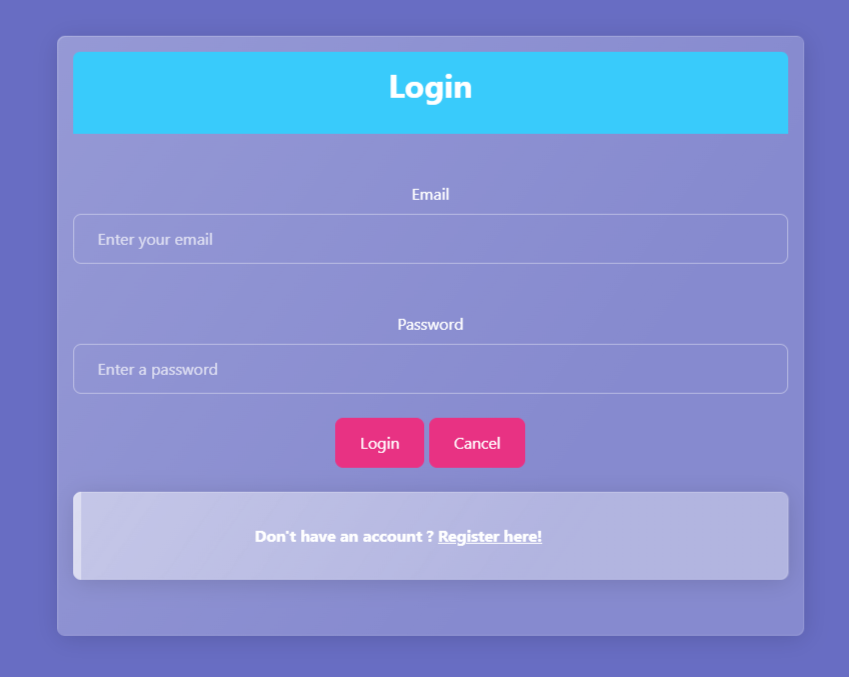 Login
Email
Enter your email
Password
Enter a password
Login Cancel
Don't have an account ? Register here!